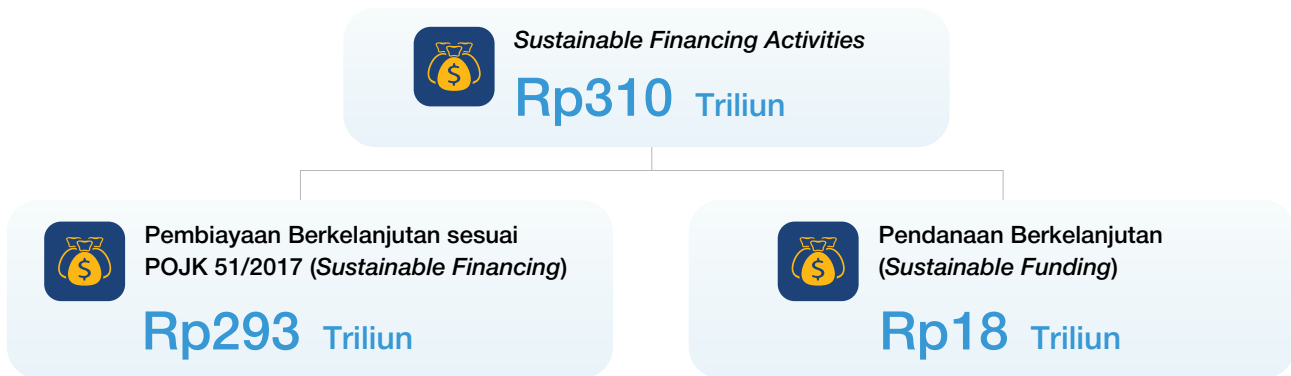 Sustainable Financing Activities
Rp310 Triliun
Pembiayaan Berkelanjutan sesuai
POJK 51/2017 (Sustainable Financing)
Rp293 Triliun
Pendanaan Berkelanjutan
(Sustainable Funding)
Rp18 Triliun